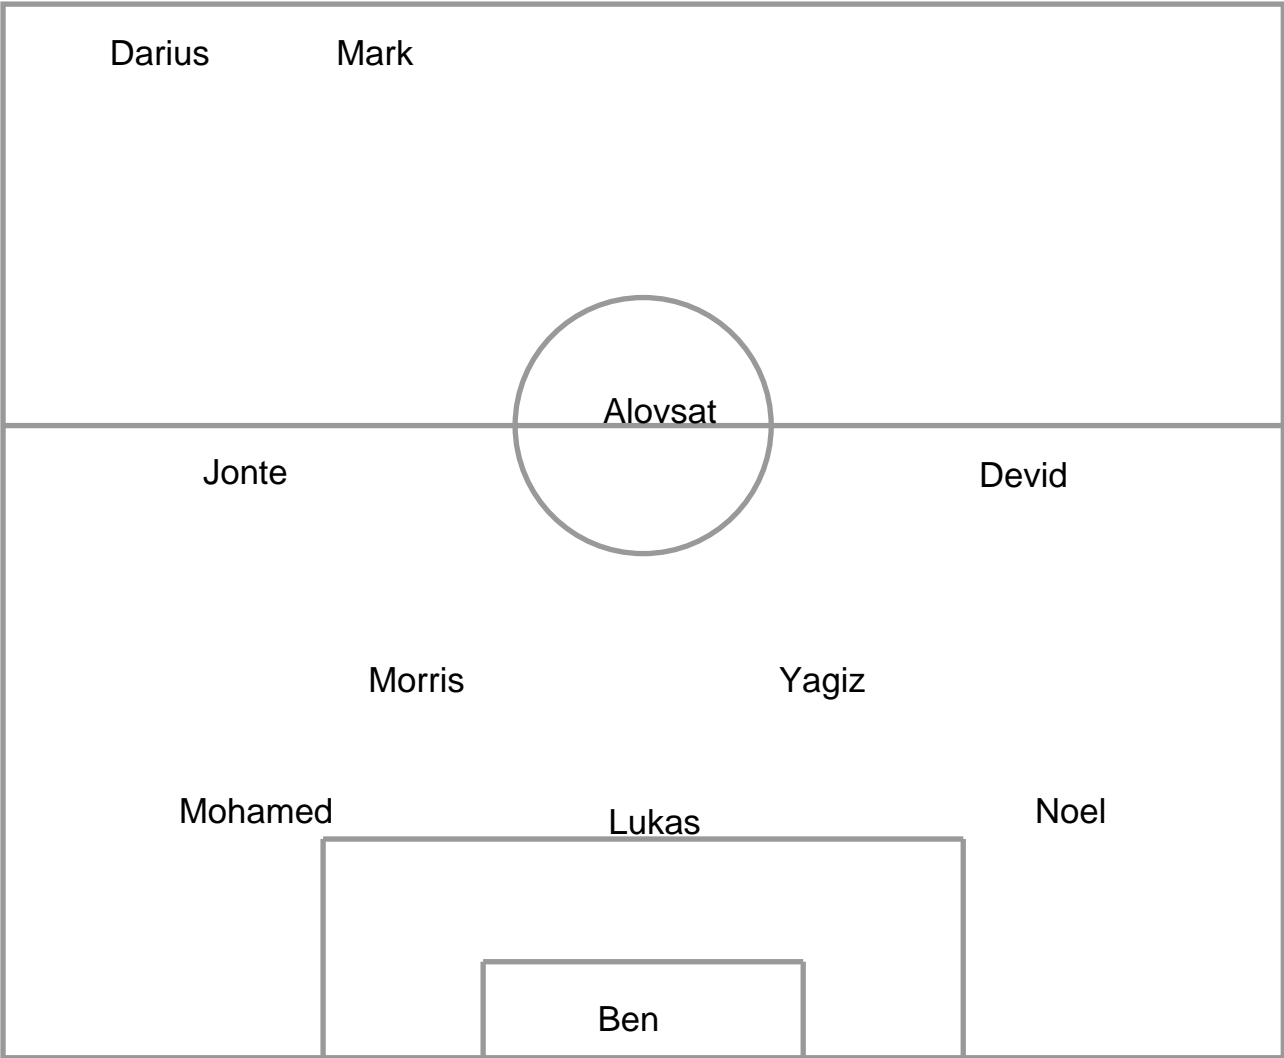 Darius Mark
Alovsat
Jonte Devid
Morris Yagiz
Mohamed Lukas Noel
Ben